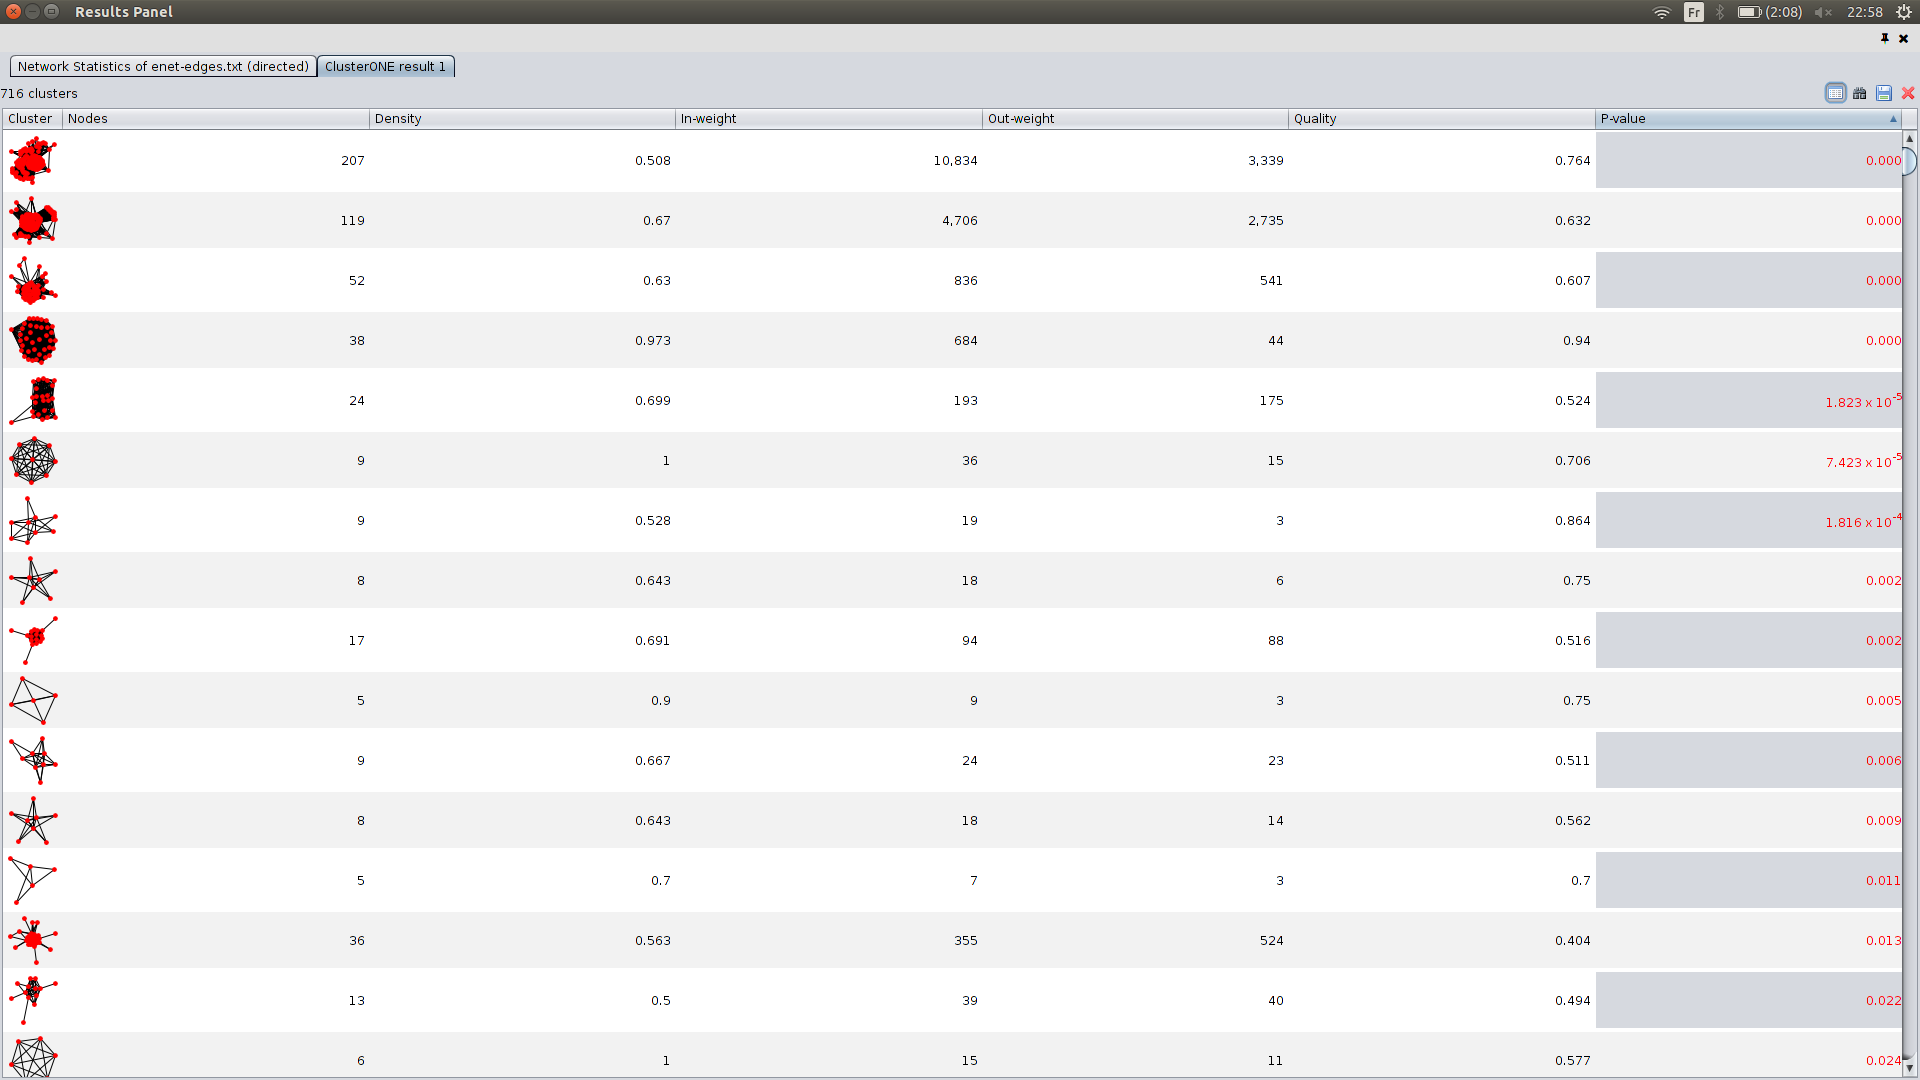 Results Panel Fr (2:08) 22:58
Network Statistics of enet-edges.txt (directed) ClusterONE result 1
716 clusters
Cluster Nodes Density In-weight Out-weight Quality P-value
207 0.508 10,834 3,339 0.764 0.000
119 0.67 4,706 2,735 0.632 0.000
52 0.63 836 541 0.607 0.000
38 0.973 684 44 0.94 0.000
24 0.699 193 175 0.524 1.823 x 10-5
9 1 36 15 0.706 7.423 x 10-5
9 0.528 19 3 0.864 1.816 x 10-4
8 0.643 18 6 0.75 0.002
17 0.691 94 88 0.516 0.002
5 0.9 9 3 0.75 0.005
9 0.667 24 23 0.511 0.006
8 0.643 18 14 0.562 0.009
5 0.7 7 3 0.7 0.011
36 0.563 355 524 0.404 0.013
13 0.5 39 40 0.494 0.022
6 1 15 11 0.577 0.024